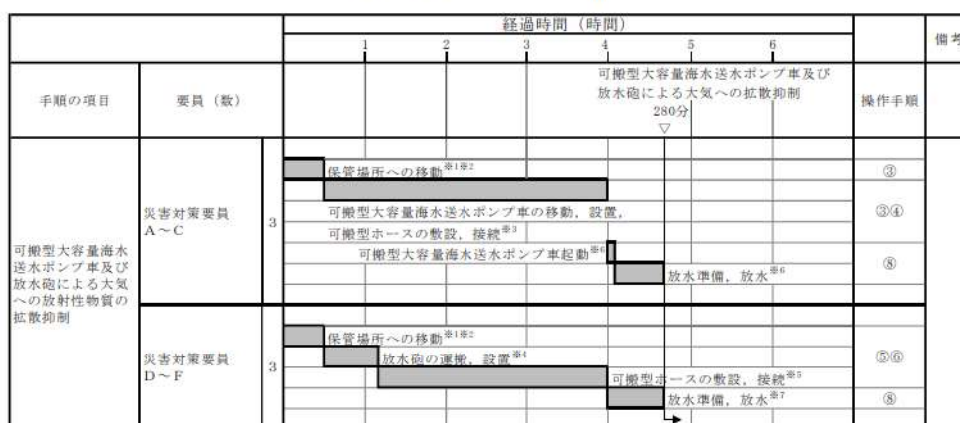 経過時間（時間）
備考
1 2 3 4 5 6
手順の項目
要員（数）
可搬型大容量海水送水ポンプ車及び
放水砲による大気への拡散抑制
280分
▽
操作手順
可搬型大容量海水
送水ポンプ車及び
放水砲による大気
への放射性物質の
拡散抑制
災害対策要員
A～C
3
保管場所への移動※1※2
③
可搬型大容量海水送水ポンプ車の移動，設置，
可搬型ホースの敷設，接続※3
③④
可搬型大容量海水送水ポンプ車起動※6
放水準備，放水※6
⑧
災害対策要員
D～F
3
保管場所への移動※1※2
放水砲の運搬，設置※4
⑤⑥
可搬型ホースの敷設，接続※5
放水準備，放水※7
⑧